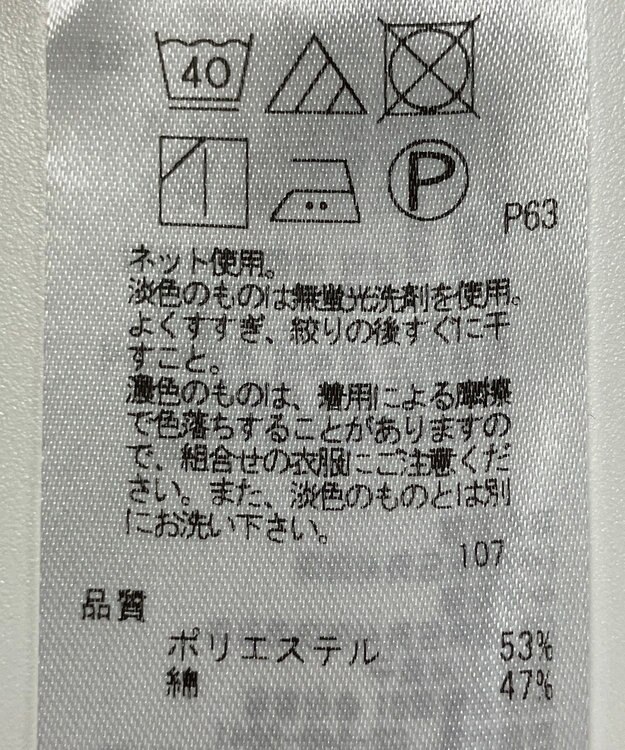 40
P
P63
ネット使用。
淡色のものは無蛍光洗剤を使用。
よくすすぎ、絞りの後すぐに干
すこと。
濃色のものは、着用による摩擦
で色落ちすることがありますの
で、組合せの衣服にご注意くだ
さい。また、淡色のものとは別
にお洗い下さい。
107
品質
ポリエステル 53%
綿 47%